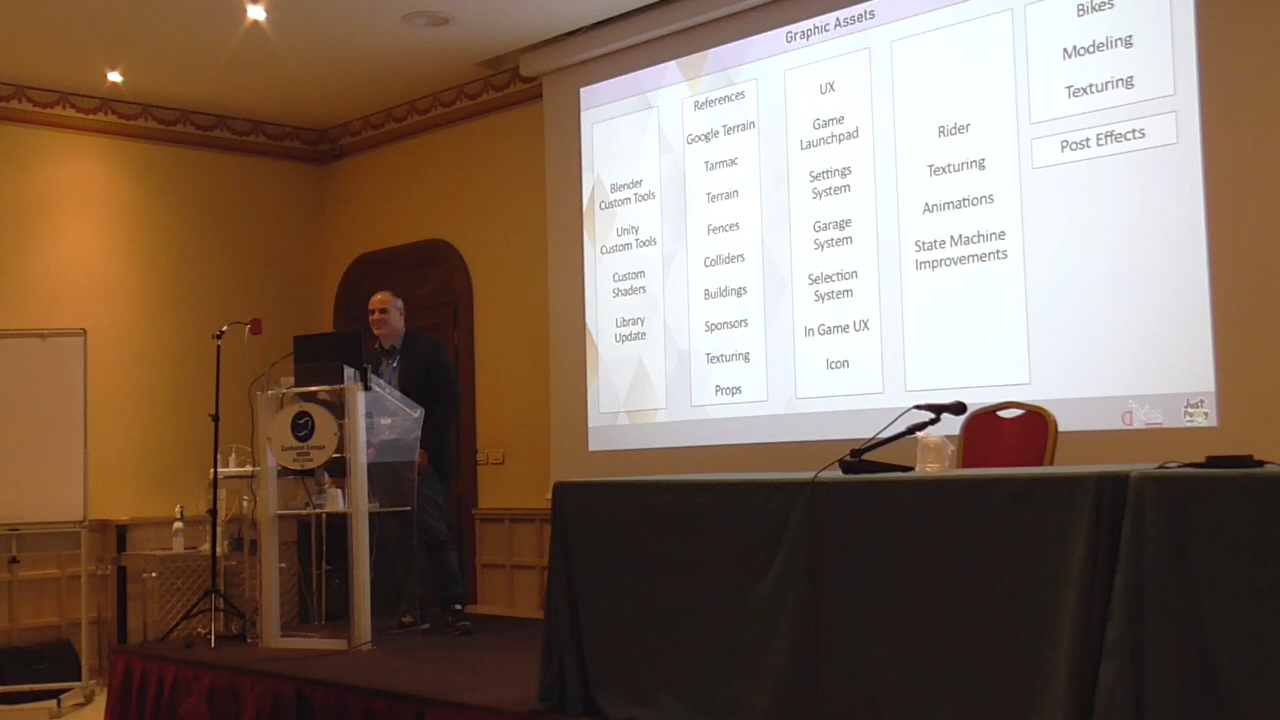 Graphic Assets
Blender
Custom Tools
Unity
Custom Tools
Custom
Shaders
Library
Update
References
Google Terrain
Tarmac
Terrain
Fences
Colliders
Buildings
Sponsors
Texturing
Props
UX
Game
Launchpad
Settings
System
Garage
System
Selection
System
In Game UX
Icon
Rider
Texturing
Animations
State Machine
Improvements
Bikes
Modeling
Texturing
Post Effects
Just